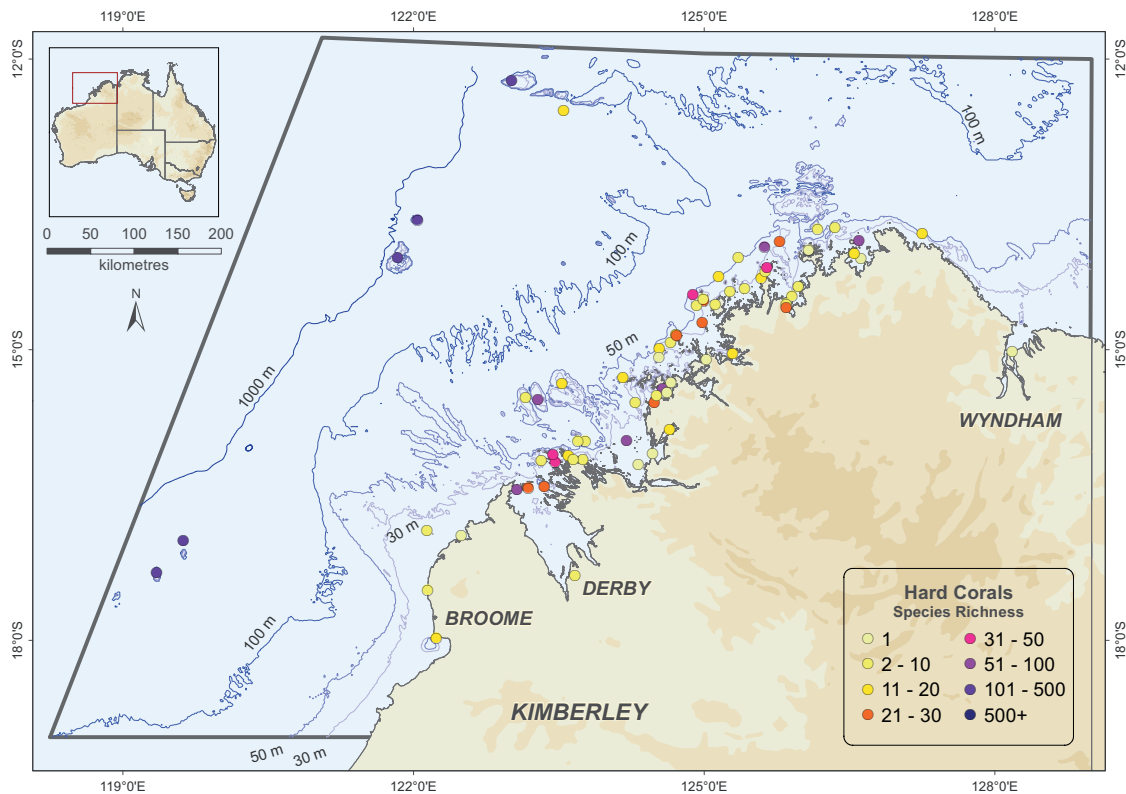 119°0'E 122°0'E 125°0'E 128°0'E
12°0'S
12°0'S
100 m
0 50 100 150 200
kilometres
N
100 m
15°0'S
15°0'S
50 m
1000 m
WYNDHAM
30 m
DERBY
BROOME
100 m
18°0'S
18°0'S
KIMBERLEY
50 m
30 m
Hard Corals
Species Richness
1
2 - 10
11 - 20
21 - 30
31 - 50
51 - 100
101 - 500
500+
119°0'E 122°0'E 125°0'E 128°0'E